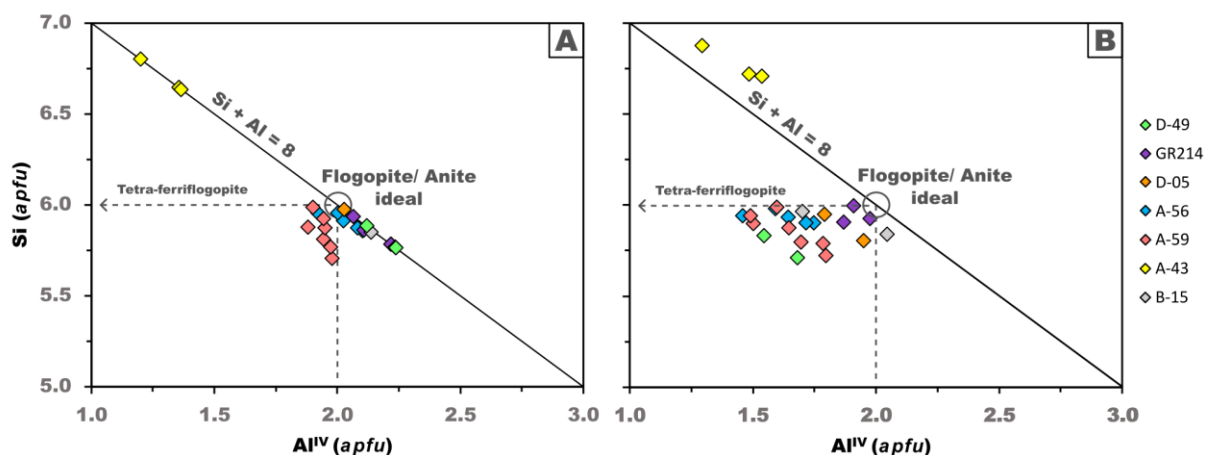 7.0
6.5
6.0
5.5
5.0
Si (apfu)
A
Si + Al = 8
Flogopite/ Anite
ideal
Tetra-ferriflogopite
1.0 1.5 2.0 2.5 3.0
Al^IV (apfu)
B
Si + Al = 8
Flogopite/ Anite
ideal
Tetra-ferriflogopite
1.0 1.5 2.0 2.5 3.0
Al^IV (apfu)
D-49
GR214
D-05
A-56
A-59
A-43
B-15